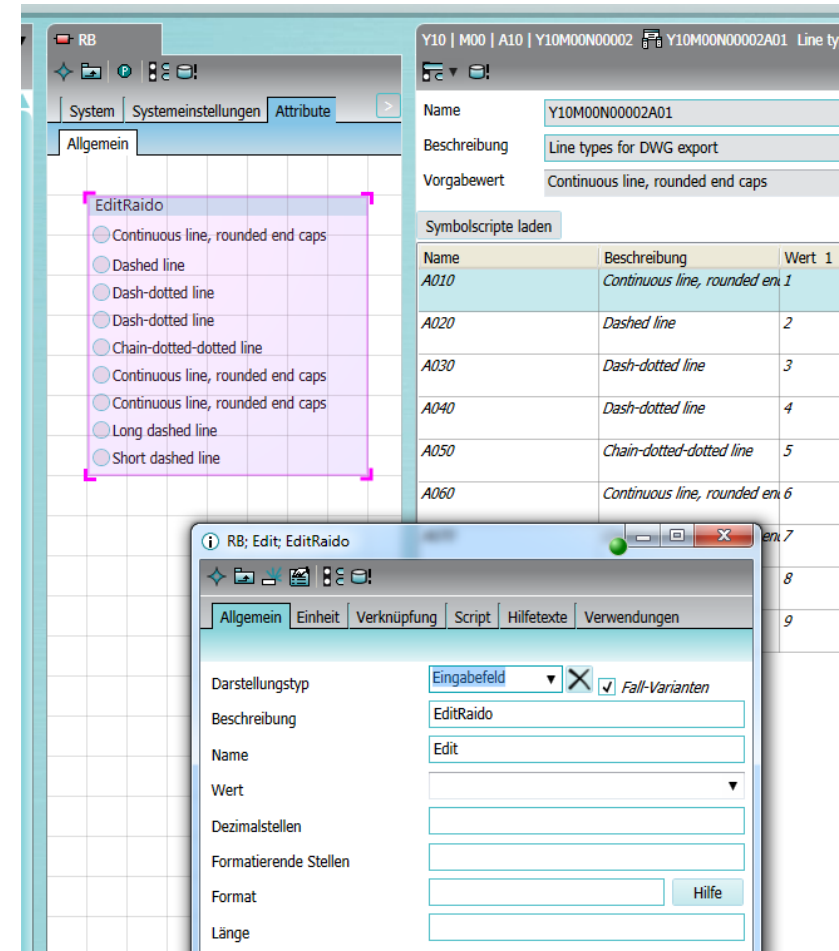 RB
System Systemeinstellungen Attribute >
Allgemein
EditRaido
Continuous line, rounded end caps
Dashed line
Dash-dotted line
Dash-dotted line
Chain-dotted-dotted line
Continuous line, rounded end caps
Continuous line, rounded end caps
Long dashed line
Short dashed line
Y10 | M00 | A10 | Y10M00N00002 Y10M00N00002A01 Line ty
Name Y10M00N00002A01
Beschreibung Line types for DWG export
Vorgabewert Continuous line, rounded end caps
Symbolscripte laden
Name Beschreibung Wert 1
A010 Continuous line, rounded en 1
A020 Dashed line 2
A030 Dash-dotted line 3
A040 Dash-dotted line 4
A050 Chain-dotted-dotted line 5
A060 Continuous line, rounded en 6
en 7
8
9
RB; Edit; EditRaido
Allgemein Einheit Verknüpfung Script Hilfetexte Verwendungen
Darstellungstyp Eingabefeld Fall-Varianten
Beschreibung EditRaido
Name Edit
Wert
Dezimalstellen
Formatierende Stellen
Format Hilfe
Länge